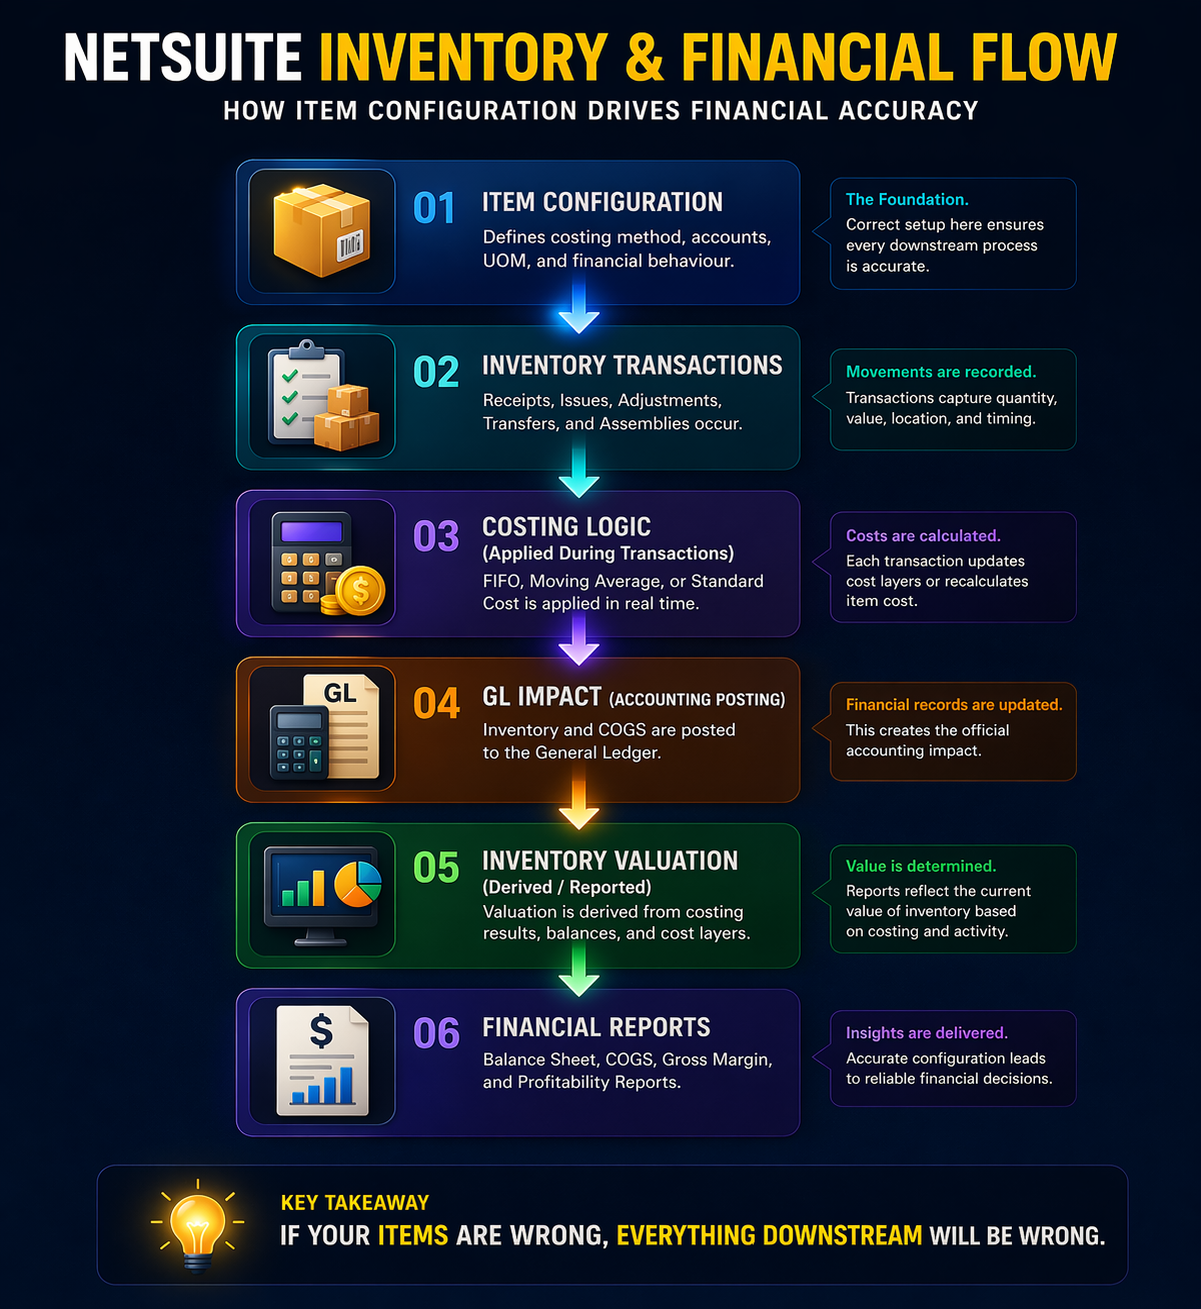 NETSUITE INVENTORY & FINANCIAL FLOW
HOW ITEM CONFIGURATION DRIVES FINANCIAL ACCURACY
01
ITEM CONFIGURATION
Defines costing method, accounts,
UOM, and financial behaviour.
The Foundation.
Correct setup here ensures
every downstream process
is accurate.
02
INVENTORY TRANSACTIONS
Receipts, Issues, Adjustments,
Transfers, and Assemblies occur.
Movements are recorded.
Transactions capture quantity,
value, location, and timing.
03
COSTING LOGIC
(Applied During Transactions)
FIFO, Moving Average, or Standard
Cost is applied in real time.
$
Costs are calculated.
Each transaction updates
cost layers or recalculates
item cost.
GL
04
GL IMPACT (ACCOUNTING POSTING)
Inventory and COGS are posted
to the General Ledger.
Financial records are updated.
This creates the official
accounting impact.
05
INVENTORY VALUATION
(Derived / Reported)
Valuation is derived from costing
results, balances, and cost layers.
Value is determined.
Reports reflect the current
value of inventory based
on costing and activity.
$
06
FINANCIAL REPORTS
Balance Sheet, COGS, Gross Margin,
and Profitability Reports.
Insights are delivered.
Accurate configuration leads
to reliable financial decisions.
KEY TAKEAWAY
IF YOUR ITEMS ARE WRONG, EVERYTHING DOWNSTREAM WILL BE WRONG.